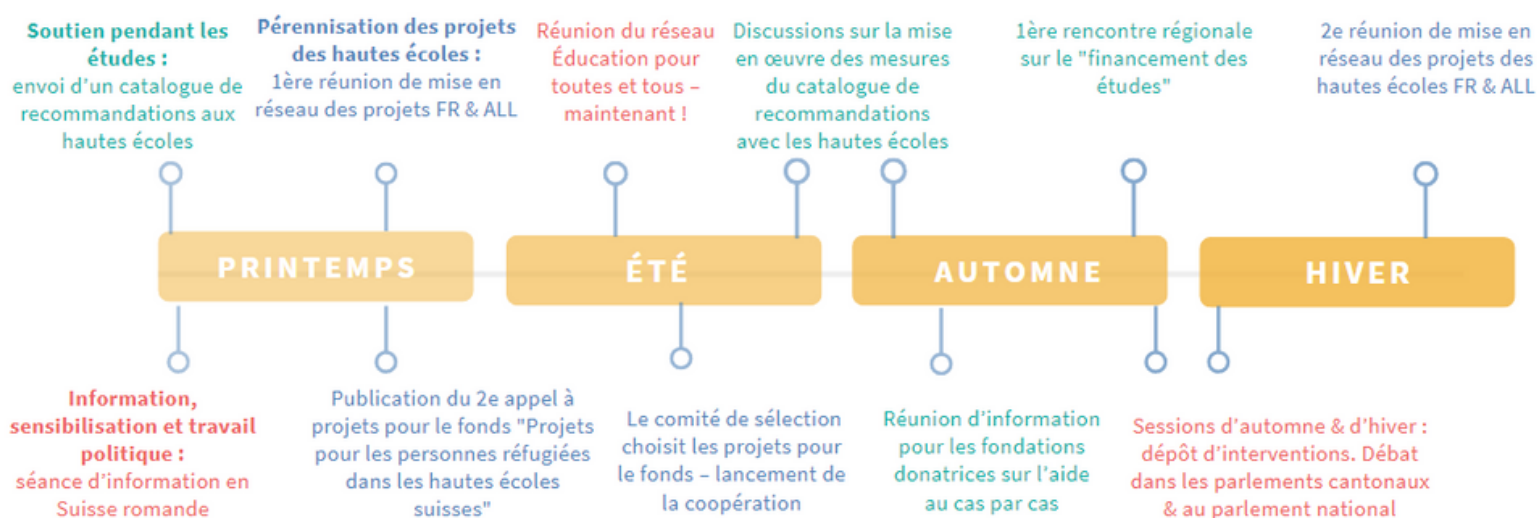 Soutien pendant les
études :
envoi d'un catalogue de
recommandations aux
hautes écoles
Pérennisation des projets
des hautes écoles :
1ère réunion de mise en
réseau des projets FR & ALL
Réunion du réseau
Éducation pour
toutes et tous –
maintenant !
Discussions sur la mise
en œuvre des mesures
du catalogue de
recommandations
avec les hautes écoles
1ère rencontre régionale
sur le "financement des
études"
2e réunion de mise en
réseau des projets des
hautes écoles FR & ALL
PRINTEMPS
ÉTÉ
AUTOMNE
HIVER
Information,
sensibilisation et travail
politique :
séance d'information en
Suisse romande
Publication du 2e appel à
projets pour le fonds "Projets
pour les personnes réfugiées
dans les hautes écoles
suisses"
Le comité de sélection
choisit les projets pour
le fonds – lancement de
la coopération
Réunion d'information
pour les fondations
donatrices sur l'aide
au cas par cas
Sessions d'automne & d'hiver :
dépôt d'interventions. Débat
dans les parlements cantonaux
& au parlement national